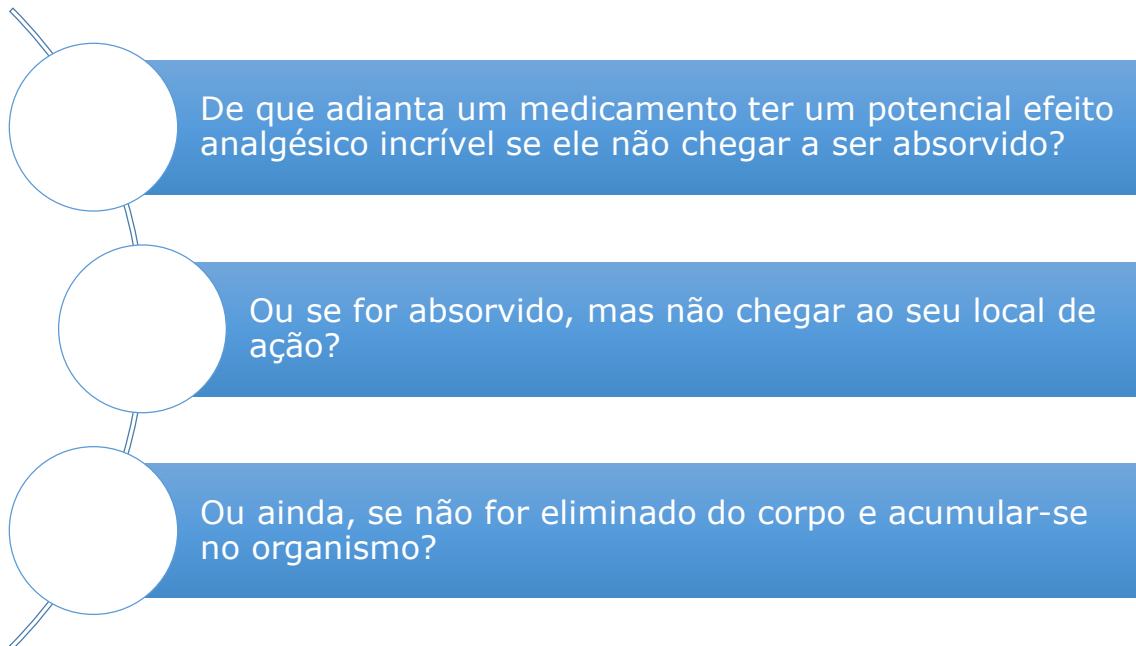 De que adianta um medicamento ter um potencial efeito
analgésico incrível se ele não chegar a ser absorvido?
Ou se for absorvido, mas não chegar ao seu local de
ação?
Ou ainda, se não for eliminado do corpo e acumular-se
no organismo?